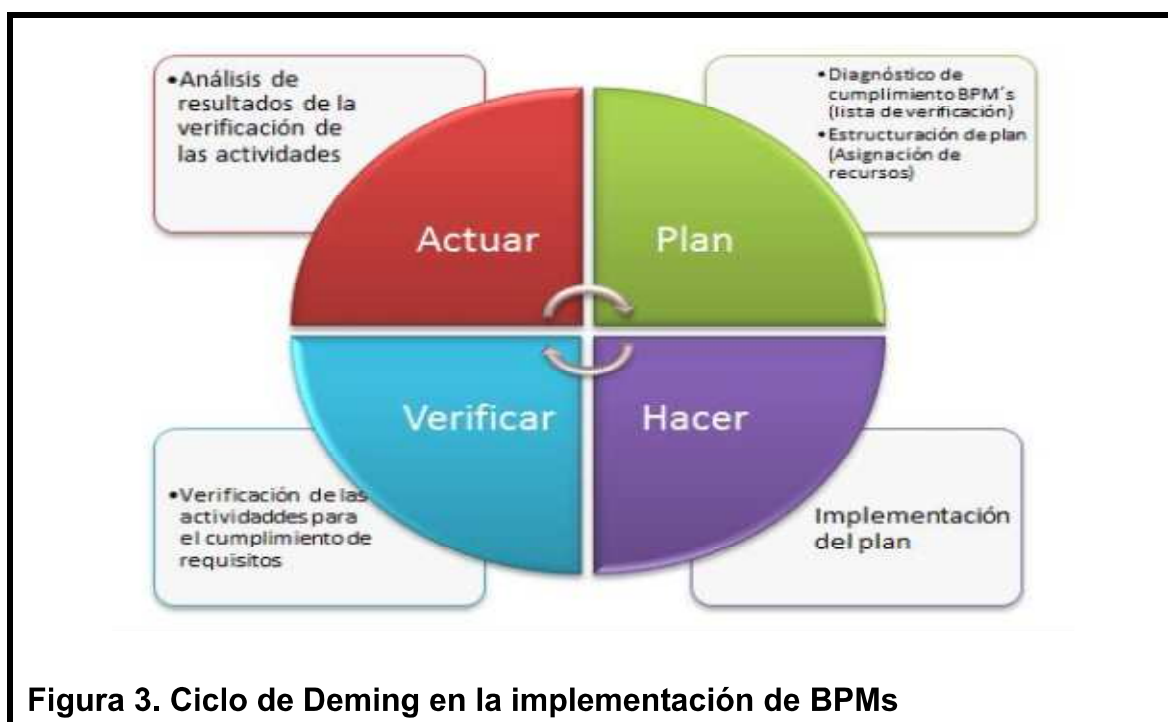 •Análisis de
resultados de la
verificación de
las actividades
•Diagnóstico de
cumplimiento BPM´s
(lista de verificación)
•Estructuración de plan
(Asignación de
recursos)
Actuar
Plan
Verificar
Hacer
•Verificación de las
actividaddes para
el cumplimiento de
requisitos
Implementación
del plan
Figura 3. Ciclo de Deming en la implementación de BPMs